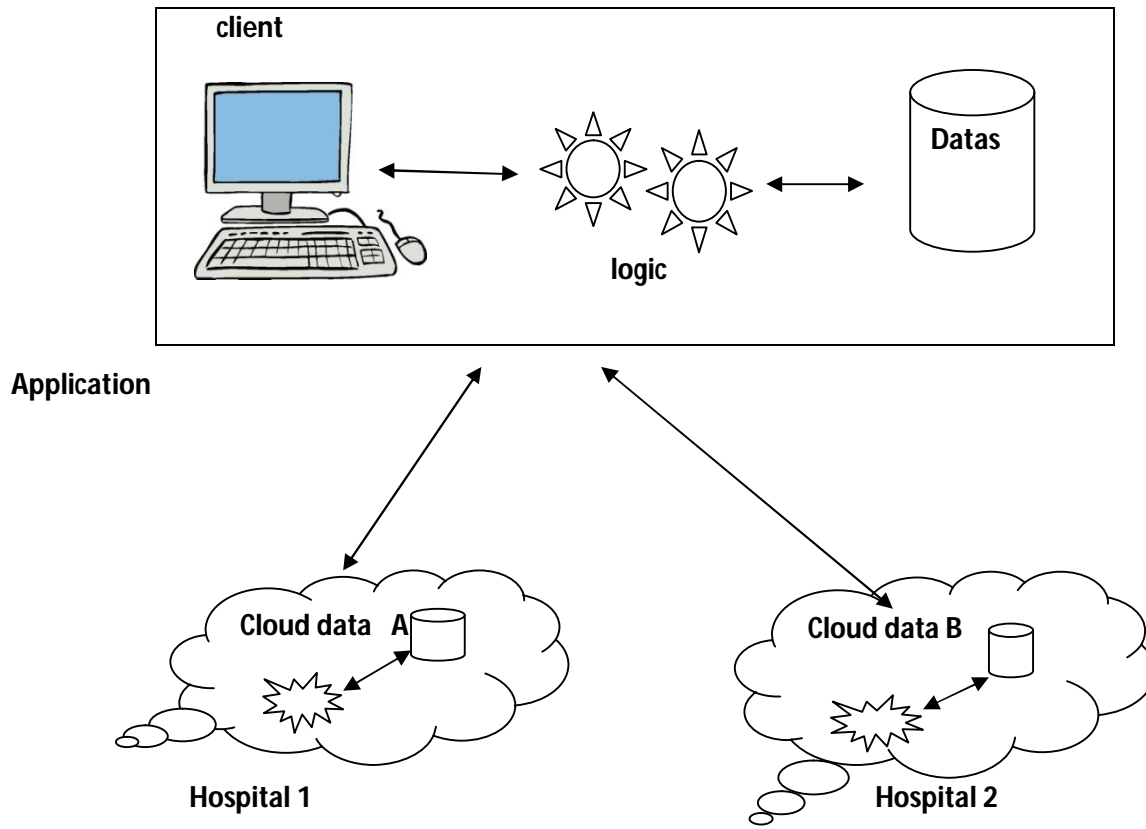 client
Datas
logic
Application
Cloud data A
Cloud data B
Hospital 1
Hospital 2